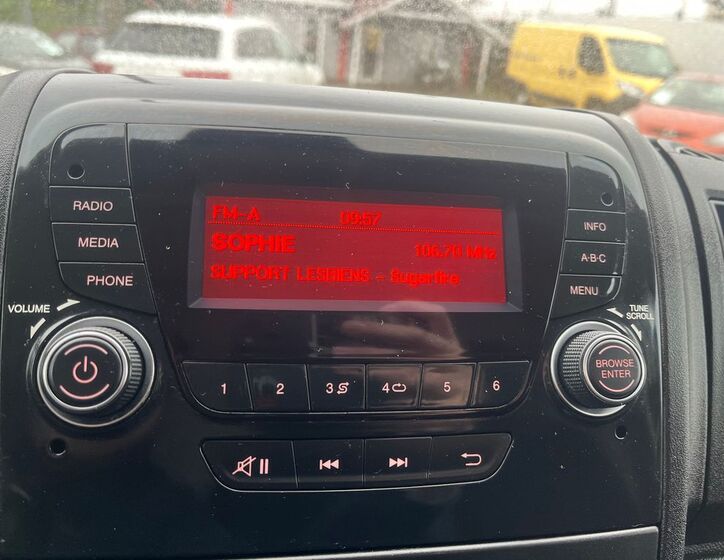 FM-A 09:57
SOPHIE 106.70 MHz
SUPPORT LESBIENS - Sugarfire
RADIO
MEDIA
PHONE
INFO
A·B·C
MENU
VOLUME
TUNE
SCROLL
BROWSE
ENTER
1 2 3 4 5 6